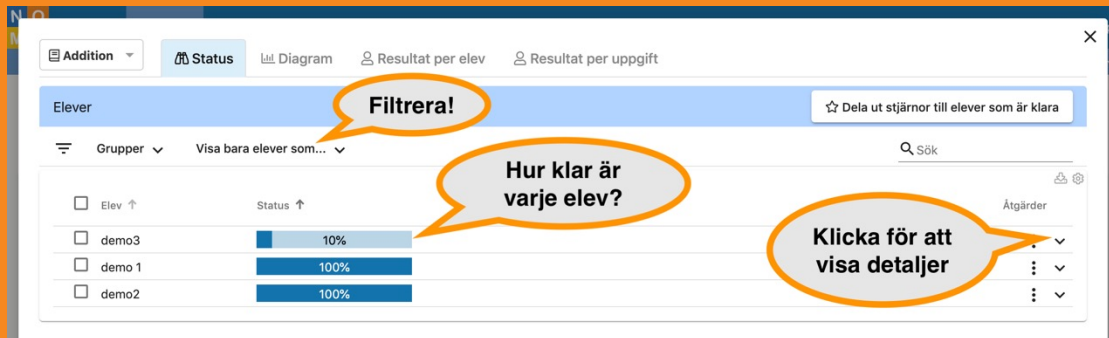 N O
M
Addition
Status
Diagram
Resultat per elev
Resultat per uppgift
Elever
Filtrera!
Dela ut stjärnor till elever som är klara
Grupper
Visa bara elever som...
Sök
Hur klar är
varje elev?
Elev
Status
Åtgärder
demo3
10%
Klicka för att
visa detaljer
demo 1
100%
demo2
100%